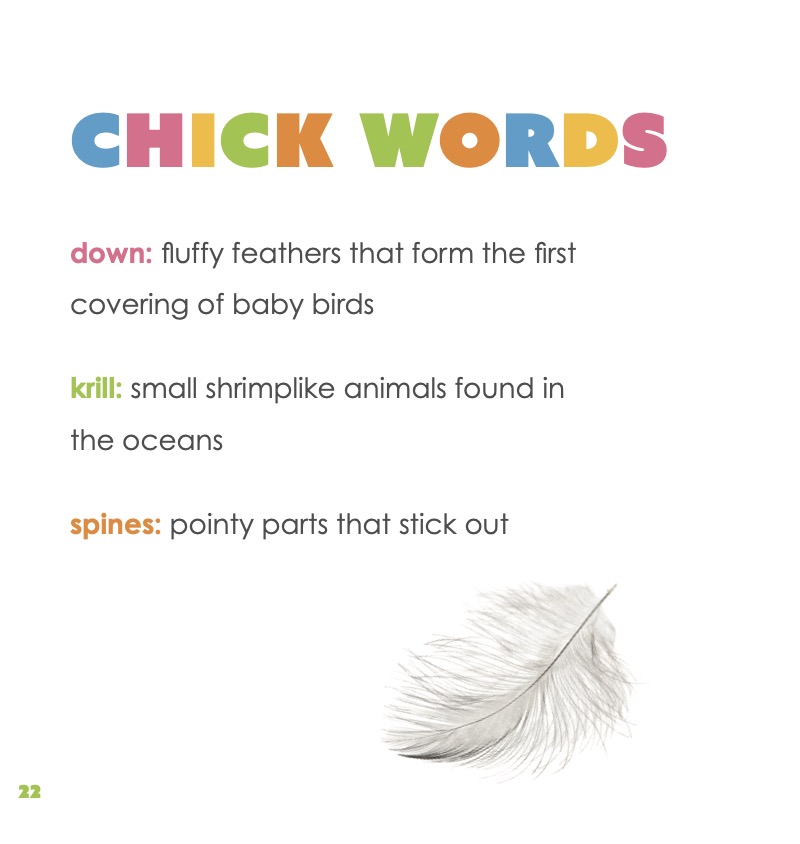 CHICK WORDS
down: fluffy feathers that form the first
covering of baby birds
krill: small shrimplike animals found in
the oceans
spines: pointy parts that stick out
22